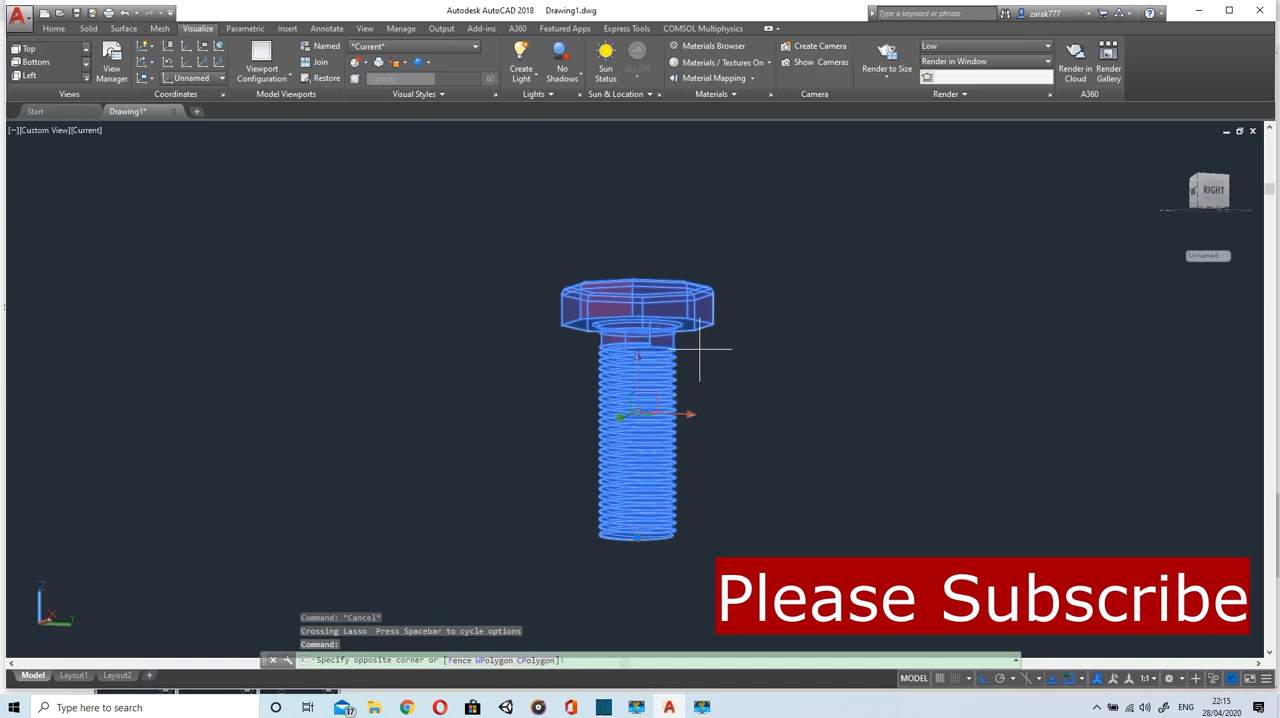 Autodesk AutoCAD 2018 Drawing1.dwg
Type a keyword or phrase
zarak777
Home Solid Surface Mesh Visualize Parametric Insert Annotate View Manage Output Add-ins A360 Featured Apps Express Tools COMSOL Multiphysics
Top
Bottom
Left
Views
View
Manager
Unnamed
Coordinates
Viewport
Configuration
Named
Join
Restore
Model Viewports
*Current*
Opacity 60
Visual Styles
Create
Light
No
Shadows
Lights
Sun
Status
Sky Off
Sun & Location
Materials Browser
Materials / Textures On
Material Mapping
Materials
Create Camera
Show Cameras
Camera
Render to Size
Low
Render in Window
Render
Render in
Cloud
Render
Gallery
A360
Start Drawing1*
[−][Custom View][Current]
RIGHT
Unnamed
Z
X
Y
Please Subscribe
Command: *Cancel*
Crossing Lasso Press Spacebar to cycle options
Command:
Specify opposite corner or [Fence WPolygon CPolygon]:
Model Layout1 Layout2
MODEL
1:1
Type here to search
17
22:15
28/04/2020